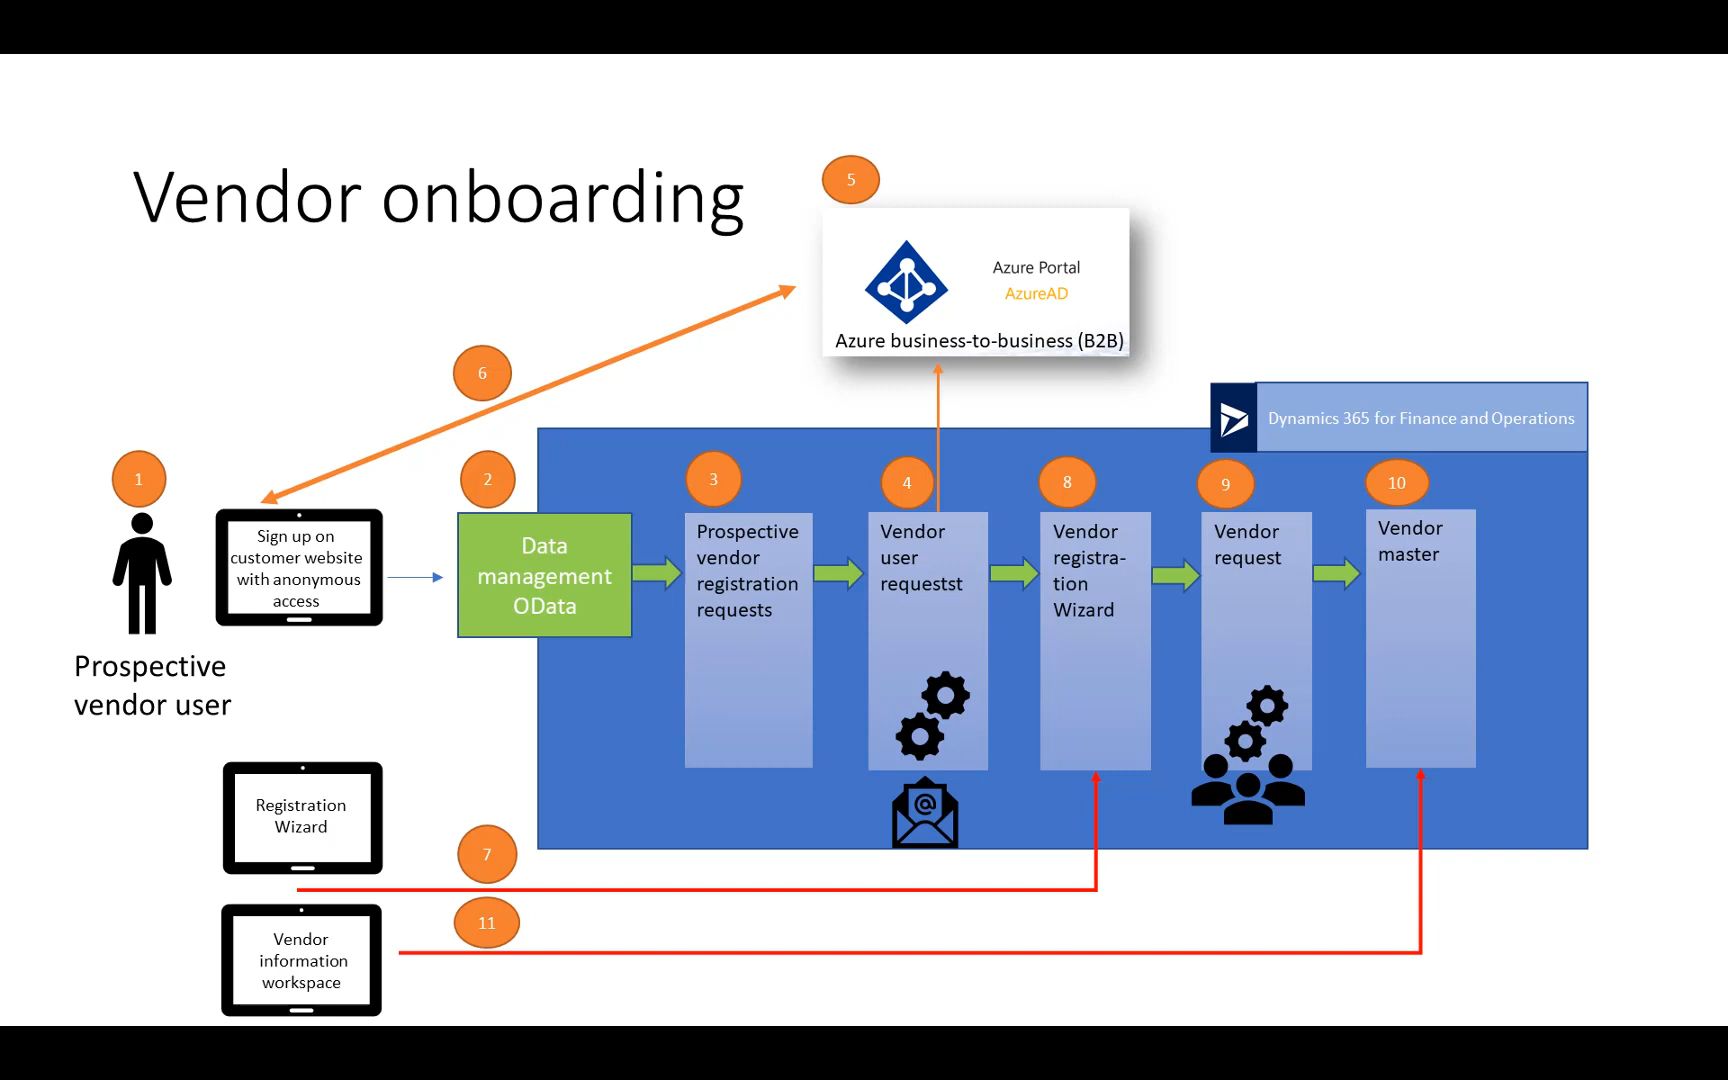 Vendor onboarding
5
Azure Portal
AzureAD
Azure business-to-business (B2B)
6
Dynamics 365 for Finance and Operations
1
2
3
4
8
9
10
Sign up on
customer website
with anonymous
access
Data
management
OData
Prospective
vendor
registration
requests
Vendor
user
requestst
Vendor
registra-
tion
Wizard
Vendor
request
Vendor
master
Prospective
vendor user
@
Registration
Wizard
7
11
Vendor
information
workspace